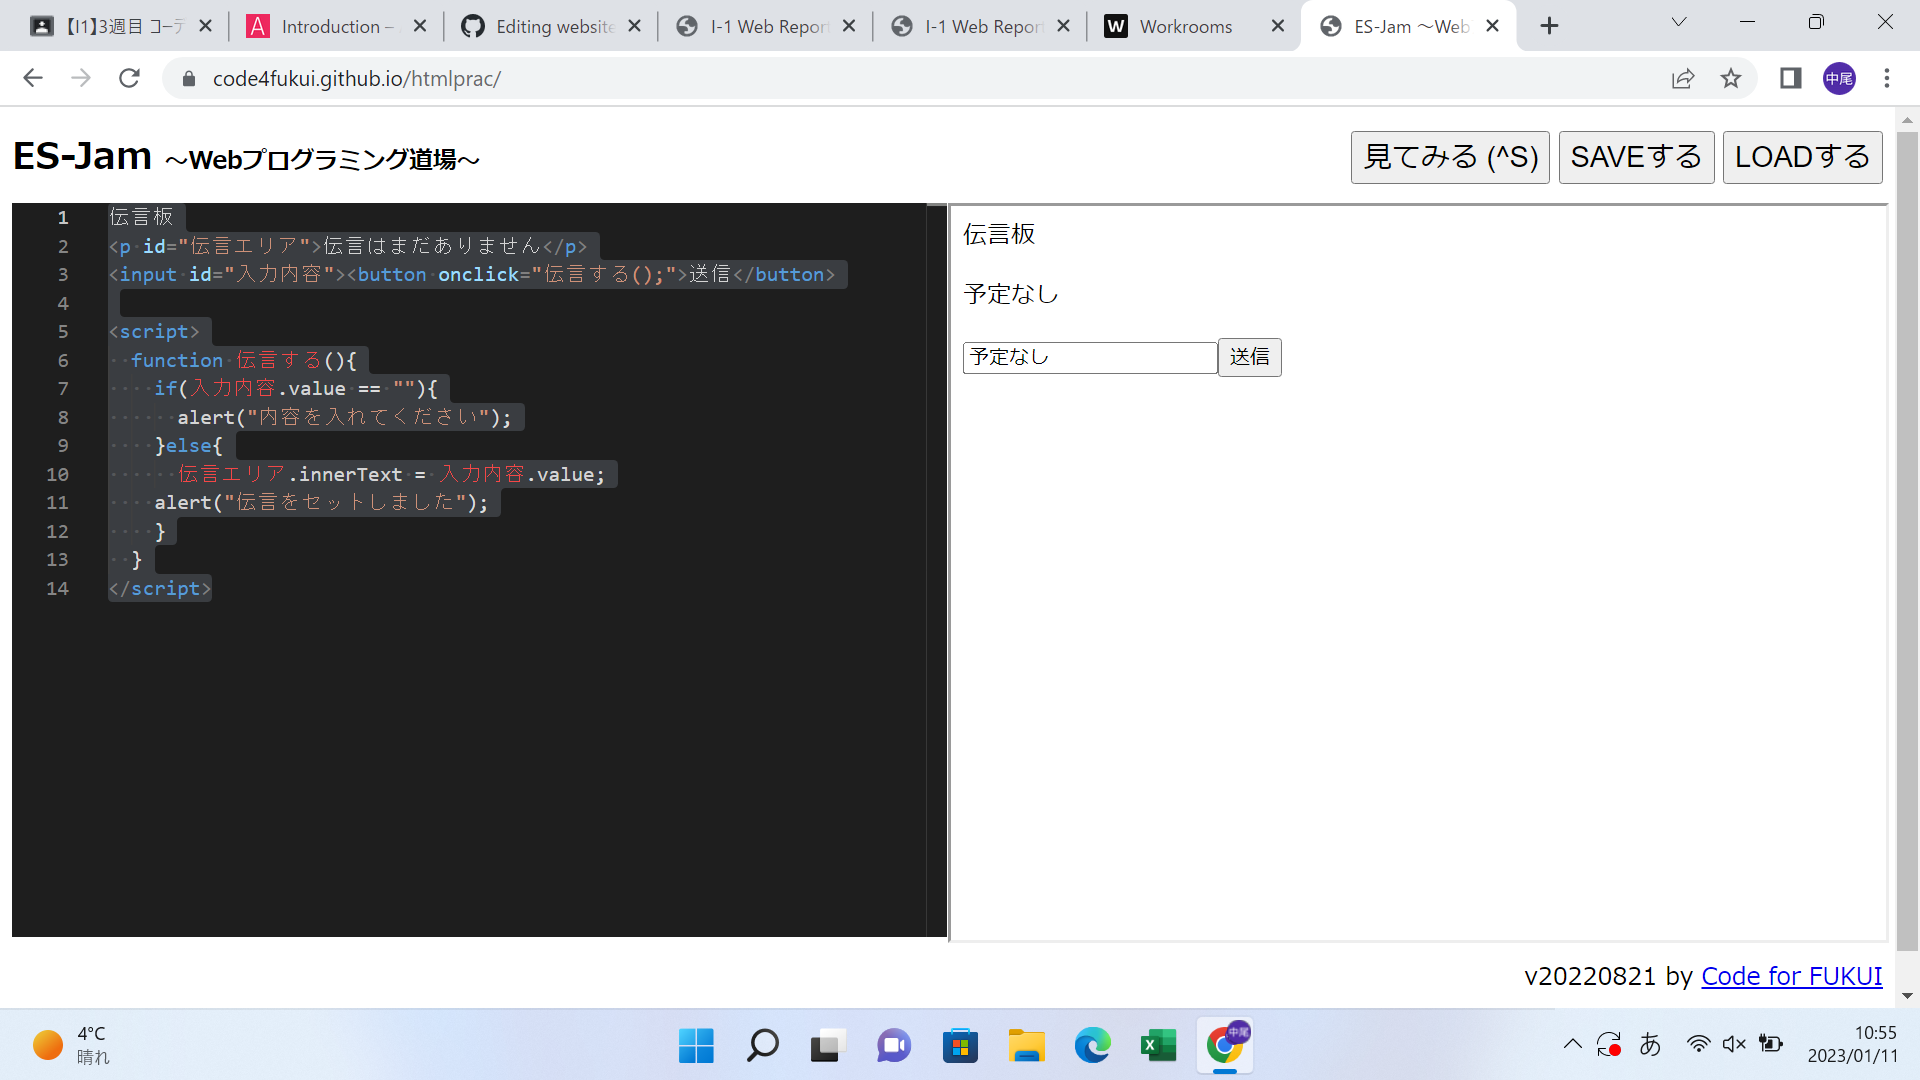 【I1】3週目 コーデ
Introduction –
Editing website
I-1 Web Report
I-1 Web Report
Workrooms
ES-Jam ～Web
code4fukui.github.io/htmlprac/
中尾
ES-Jam ～Webプログラミング道場～
見てみる (^S)
SAVEする
LOADする
1 伝言板
2 <p id="伝言エリア">伝言はまだありません</p>
3 <input id="入力内容"><button onclick="伝言する();">送信</button>
4
5 <script>
6 function 伝言する(){
7 if(入力内容.value == ""){
8 alert("内容を入れてください");
9 }else{
10 伝言エリア.innerText = 入力内容.value;
11 alert("伝言をセットしました");
12 }
13 }
14 </script>
伝言板
予定なし
予定なし 送信
v20220821 by Code for FUKUI
4°C
晴れ
中尾
あ
10:55
2023/01/11